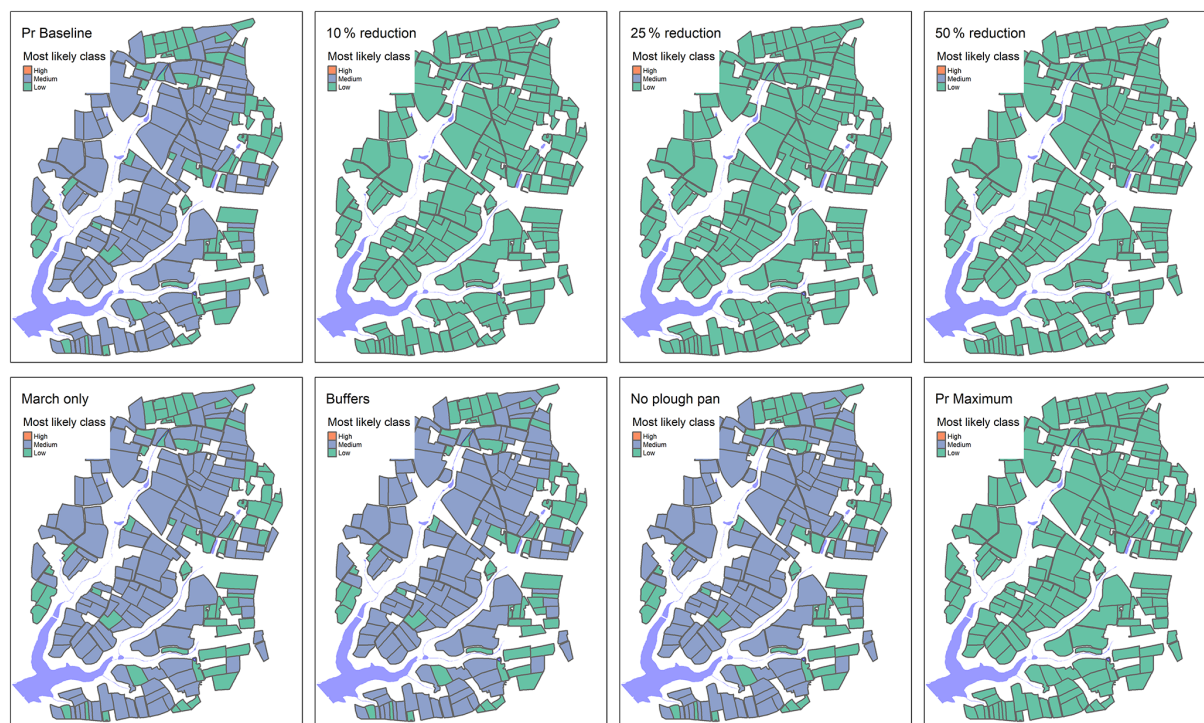 Pr Baseline
Most likely class
High
Medium
Low
10 % reduction
Most likely class
High
Medium
Low
25 % reduction
Most likely class
High
Medium
Low
50 % reduction
Most likely class
High
Medium
Low
March only
Most likely class
High
Medium
Low
Buffers
Most likely class
High
Medium
Low
No plough pan
Most likely class
High
Medium
Low
Pr Maximum
Most likely class
High
Medium
Low